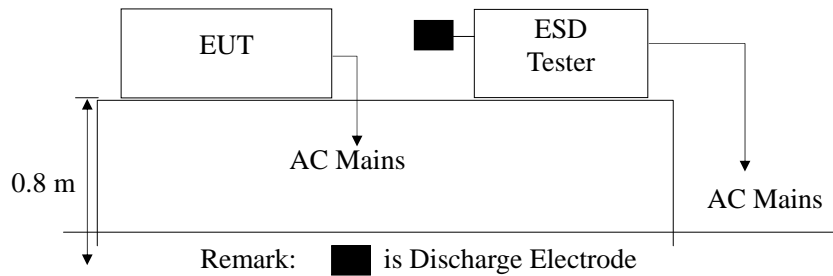 EUT
ESD
Tester
AC Mains
0.8 m
AC Mains
Remark: is Discharge Electrode